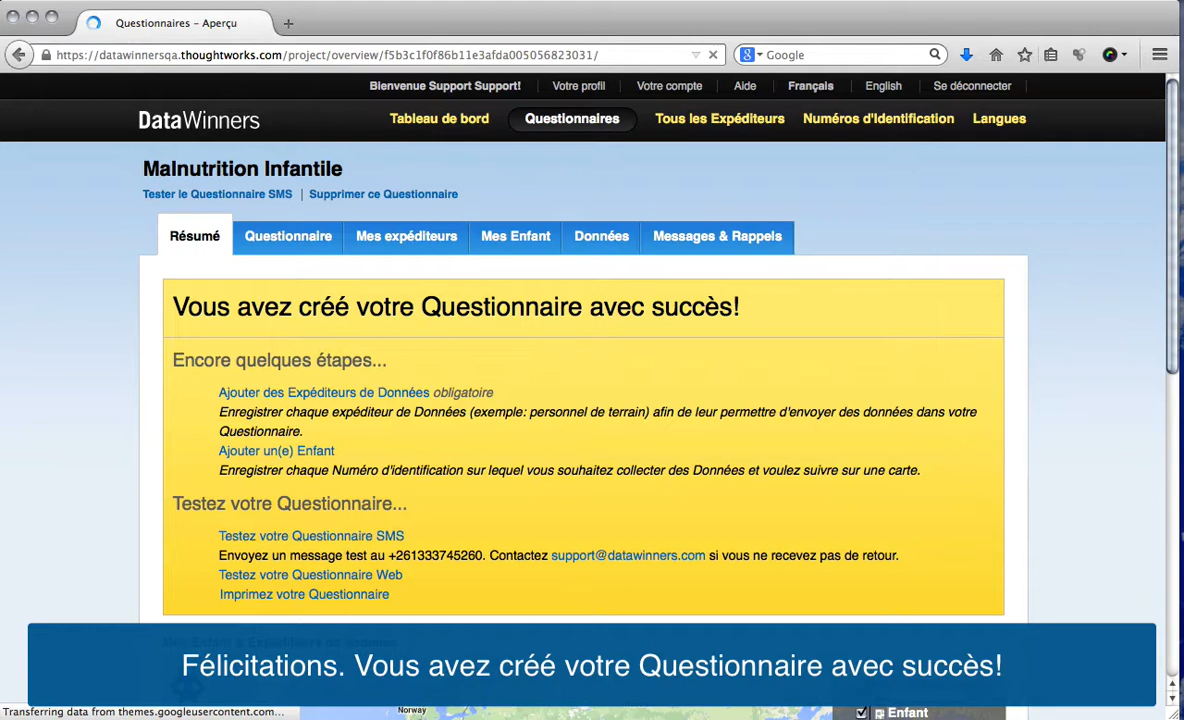 Questionnaires – Aperçu
https://datawinnersqa.thoughtworks.com/project/overview/f5b3c1f0f86b11e3afda005056823031/
Google
Bienvenue Support Support! | Votre profil | Votre compte | Aide | Français | English | Se déconnecter
DataWinners
Tableau de bord Questionnaires Tous les Expéditeurs Numéros d'Identification Langues
Malnutrition Infantile
Tester le Questionnaire SMS | Supprimer ce Questionnaire
Résumé Questionnaire Mes expéditeurs Mes Enfant Données Messages & Rappels
Vous avez créé votre Questionnaire avec succès!
Encore quelques étapes...
Ajouter des Expéditeurs de Données obligatoire
Enregistrer chaque expéditeur de Données (exemple: personnel de terrain) afin de leur permettre d'envoyer des données dans votre
Questionnaire.
Ajouter un(e) Enfant
Enregistrer chaque Numéro d'identification sur lequel vous souhaitez collecter des Données et voulez suivre sur une carte.
Testez votre Questionnaire...
Testez votre Questionnaire SMS
Envoyez un message test au +261333745260. Contactez support@datawinners.com si vous ne recevez pas de retour.
Testez votre Questionnaire Web
Imprimez votre Questionnaire
Félicitations. Vous avez créé votre Questionnaire avec succès!
Transferring data from themes.googleusercontent.com...
Norway
Enfant